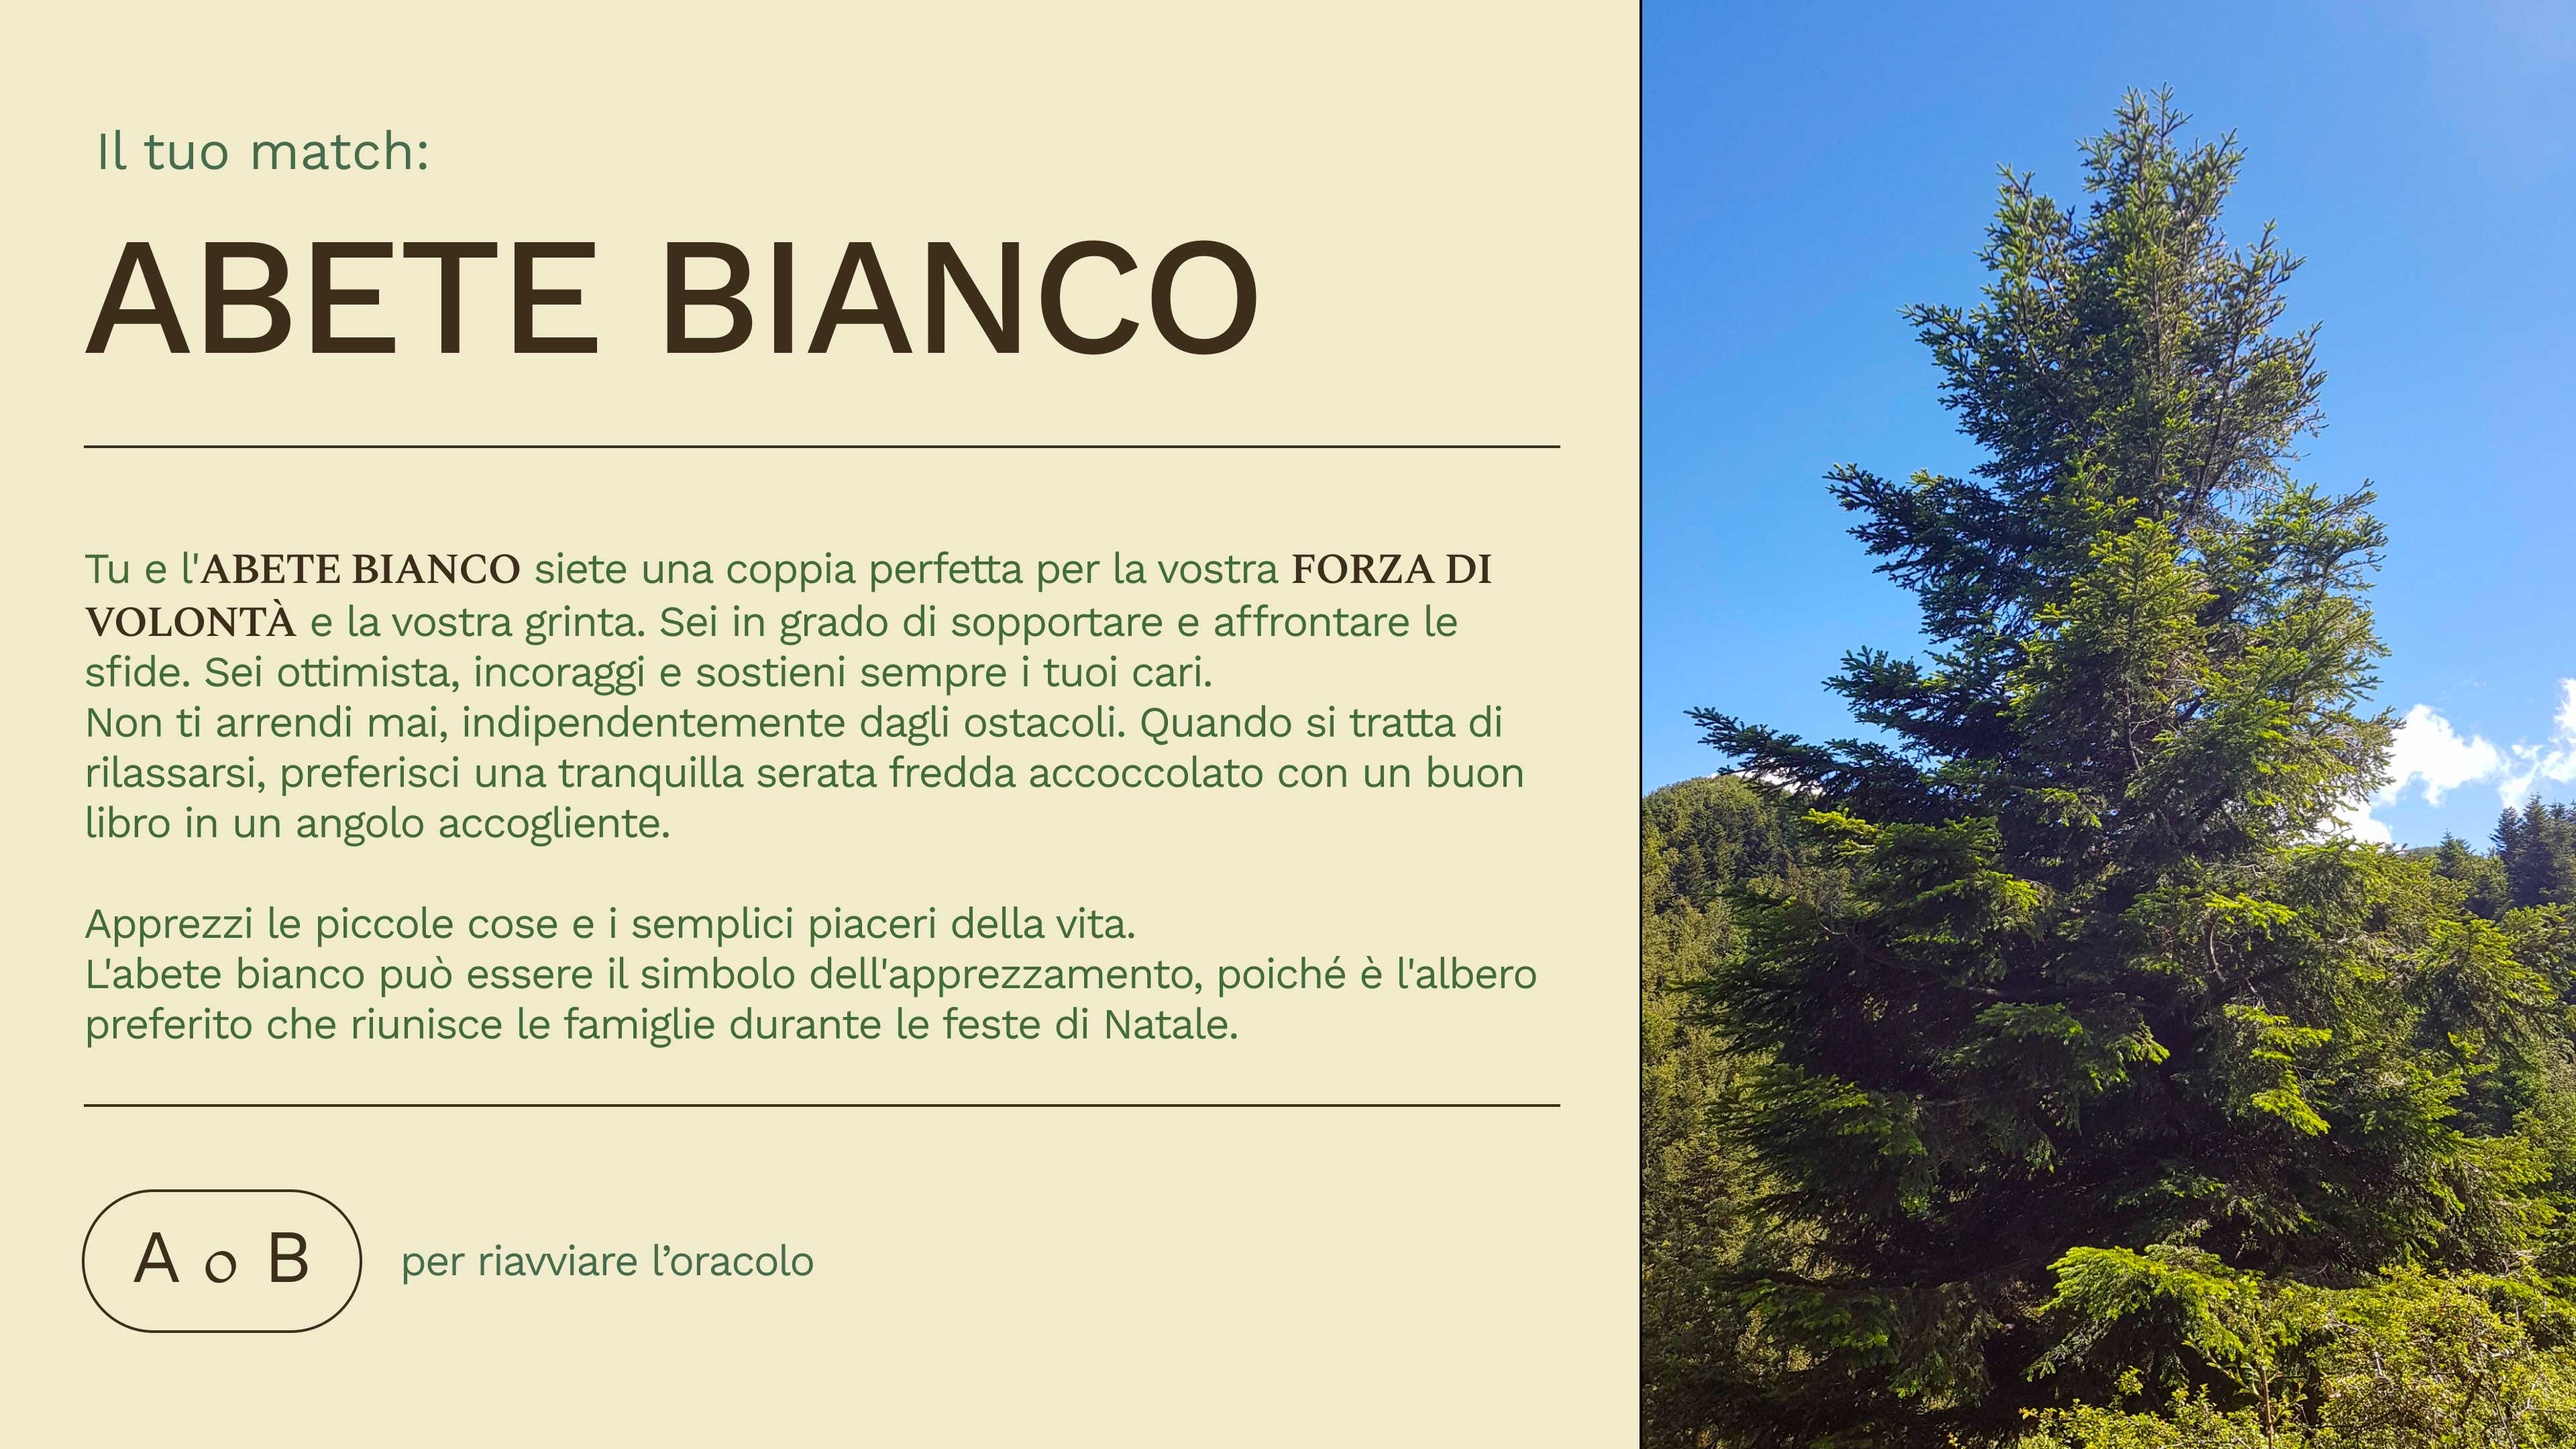 Il tuo match:
ABETE BIANCO
Tu e l'ABETE BIANCO siete una coppia perfetta per la vostra FORZA DI
VOLONTÀ e la vostra grinta. Sei in grado di sopportare e affrontare le
sfide. Sei ottimista, incoraggi e sostieni sempre i tuoi cari.
Non ti arrendi mai, indipendentemente dagli ostacoli. Quando si tratta di
rilassarsi, preferisci una tranquilla serata fredda accoccolato con un buon
libro in un angolo accogliente.
Apprezzi le piccole cose e i semplici piaceri della vita.
L'abete bianco può essere il simbolo dell'apprezzamento, poiché è l'albero
preferito che riunisce le famiglie durante le feste di Natale.
A o B per riavviare l’oracolo